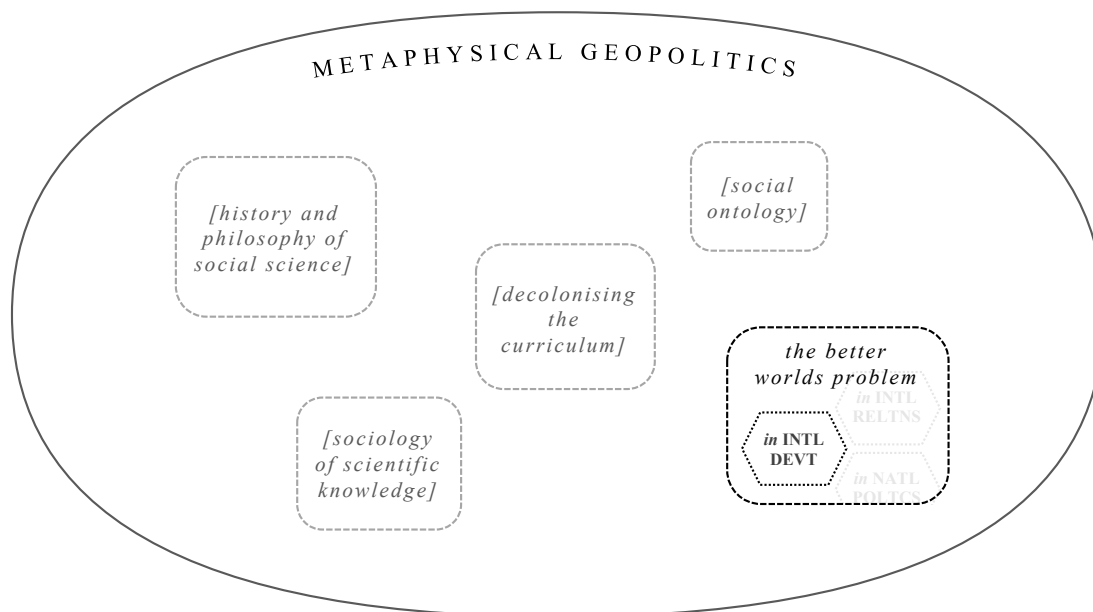 METAPHYSICAL GEOPOLITICS
[history and
philosophy of
social science]
[social
ontology]
[decolonising
the
curriculum]
[sociology
of scientific
knowledge]
the better
worlds problem
in INTL
RELTNS
in INTL
DEVT
in NATL
POLTCS